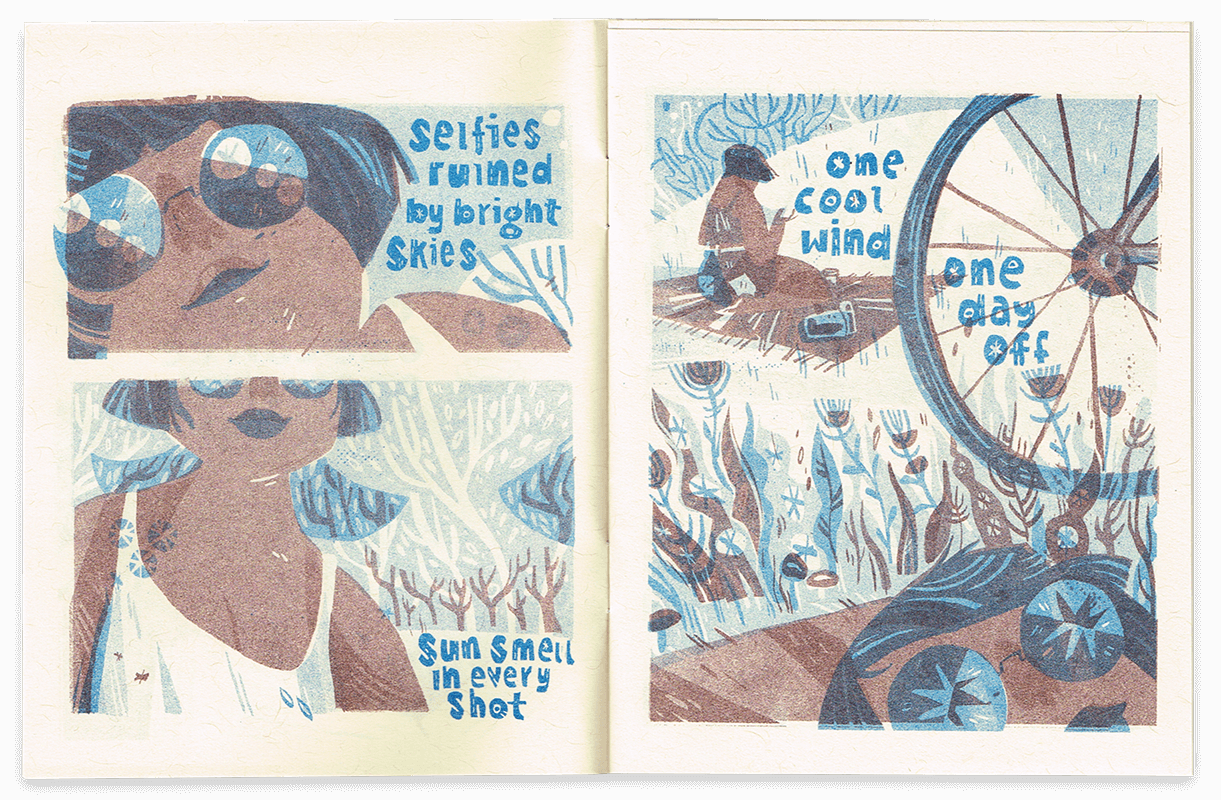 Selfies
ruined
by bright
Skies
Sun Smell
in every
Shot
one
cool
wind
one
day
off